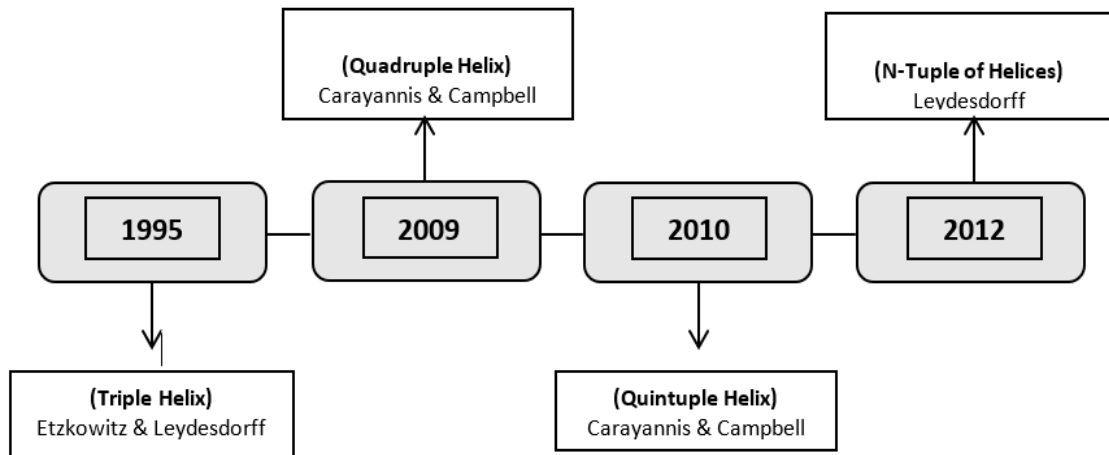 (Quadruple Helix)
Carayannis & Campbell
(N-Tuple of Helices)
Leydesdorff
1995
2009
2010
2012
(Triple Helix)
Etzkowitz & Leydesdorff
(Quintuple Helix)
Carayannis & Campbell